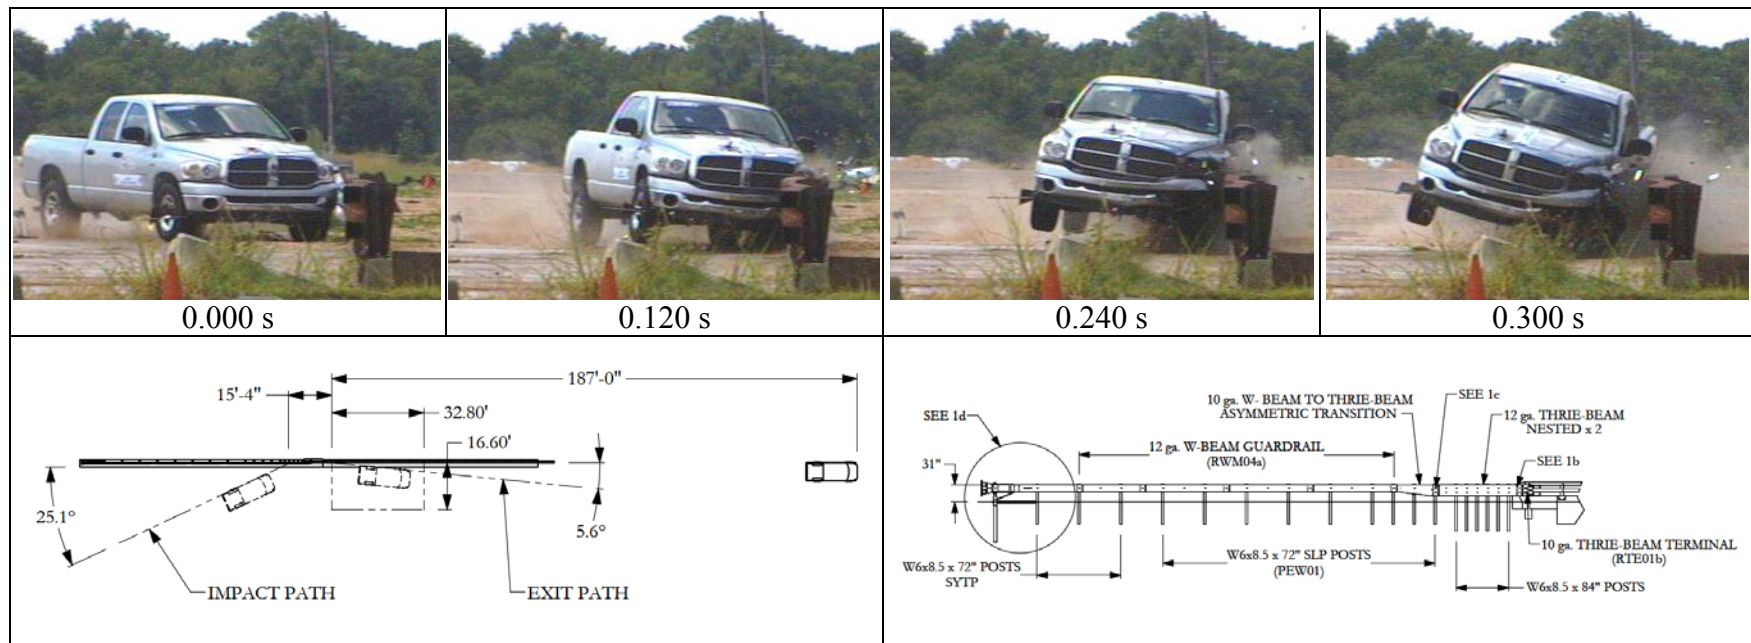 0.000 s
0.120 s
0.240 s
0.300 s
187'-0"
15'-4"
32.80'
16.60'
25.1°
5.6°
IMPACT PATH
EXIT PATH
SEE 1d
10 ga. W- BEAM TO THRIE-BEAM
ASYMMETRIC TRANSITION
SEE 1c
12 ga. THRIE-BEAM
NESTED x 2
12 ga. W-BEAM GUARDRAIL
(RWM04a)
31"
SEE 1b
W6x8.5 x 72" POSTS
SYTP
W6x8.5 x 72" SLP POSTS
(PEW01)
10 ga. THRIE-BEAM TERMINAL
(RTE01b)
W6x8.5 x 84" POSTS